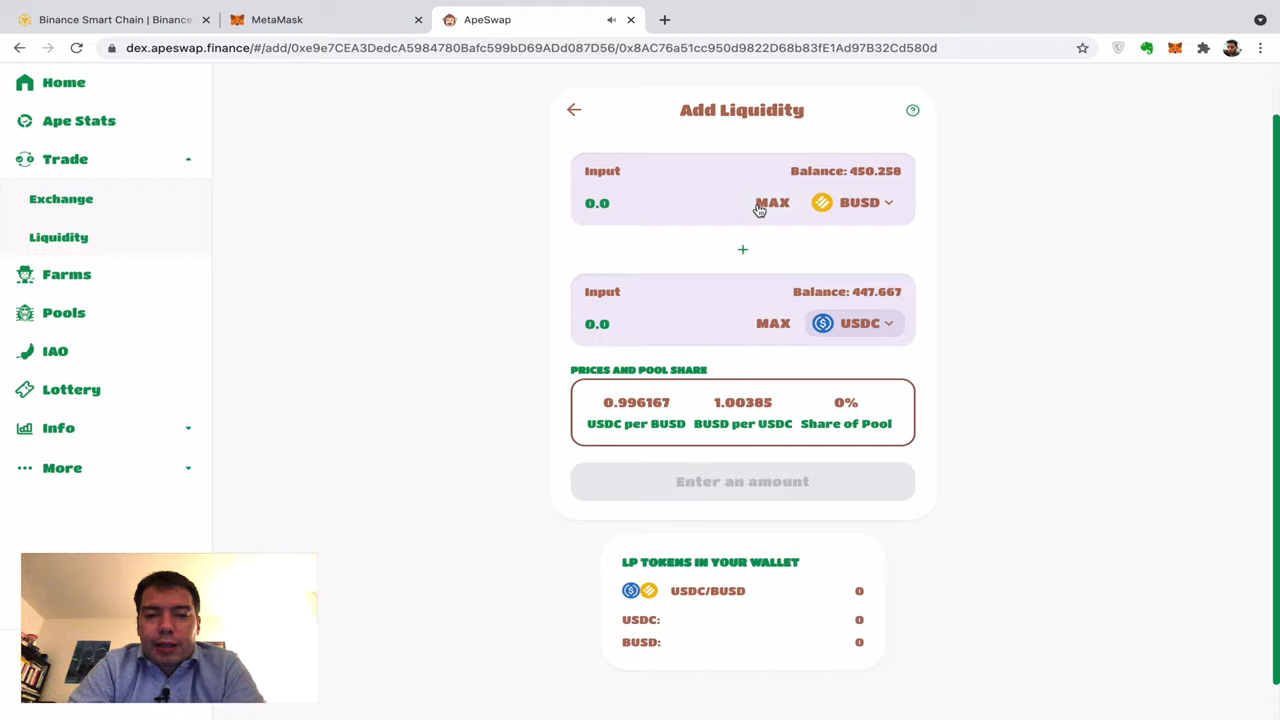 Binance Smart Chain | Binance
MetaMask
ApeSwap
dex.apeswap.finance/#/add/0xe9e7CEA3DedcA5984780Bafc599bD69ADd087D56/0x8AC76a51cc950d9822D68b83fE1Ad97B32Cd580d
Home
Ape Stats
Trade
Exchange
Liquidity
Farms
Pools
IAO
Lottery
Info
More
Add Liquidity
Input Balance: 450.258
0.0 MAX BUSD
+
Input Balance: 447.667
0.0 MAX USDC
PRICES AND POOL SHARE
0.996167 1.00385 0%
USDC per BUSD BUSD per USDC Share of Pool
Enter an amount
LP TOKENS IN YOUR WALLET
USDC/BUSD 0
USDC: 0
BUSD: 0